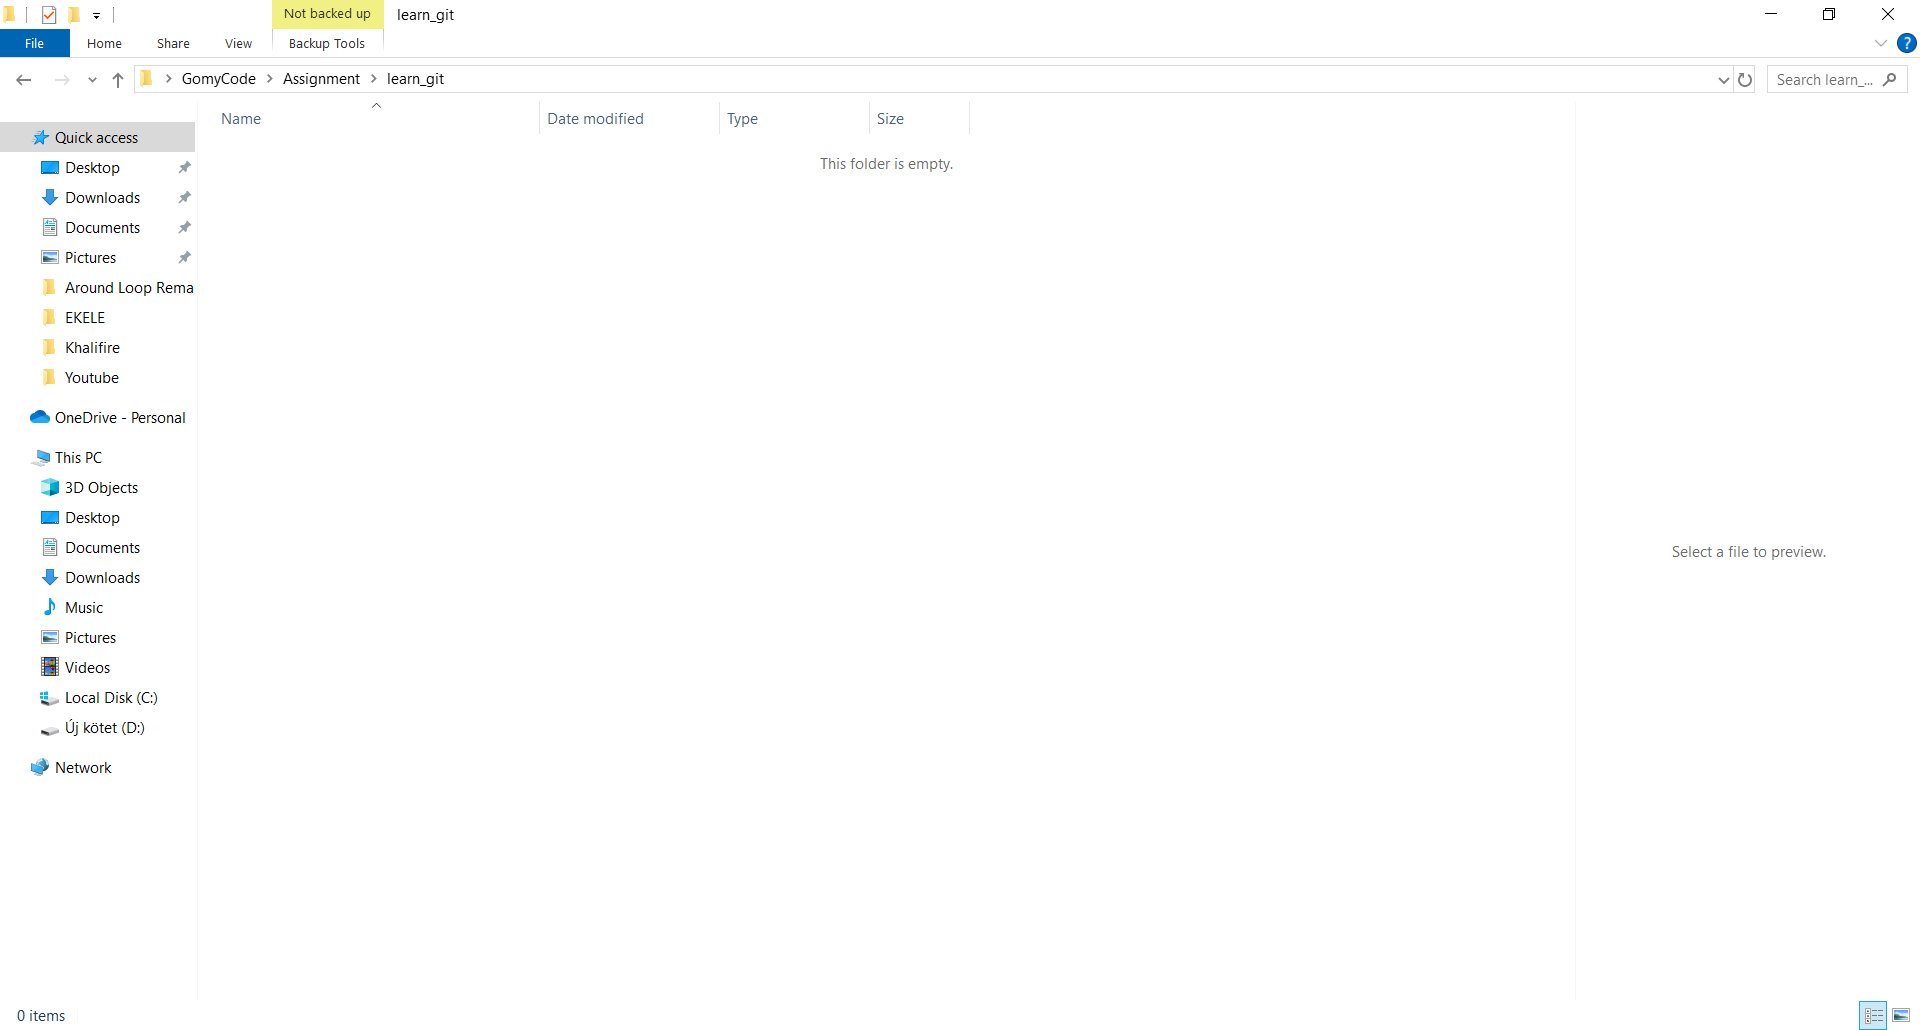 Not backed up
learn_git
File
Home
Share
View
Backup Tools
?
GomyCode
Assignment
learn_git
Search learn_...
Name
Date modified
Type
Size
This folder is empty.
Quick access
Desktop
Downloads
Documents
Pictures
Around Loop Rema
EKELE
Khalifire
Youtube
OneDrive - Personal
This PC
3D Objects
Desktop
Documents
Downloads
Music
Pictures
Videos
Local Disk (C:)
Új kötet (D:)
Network
Select a file to preview.
0 items